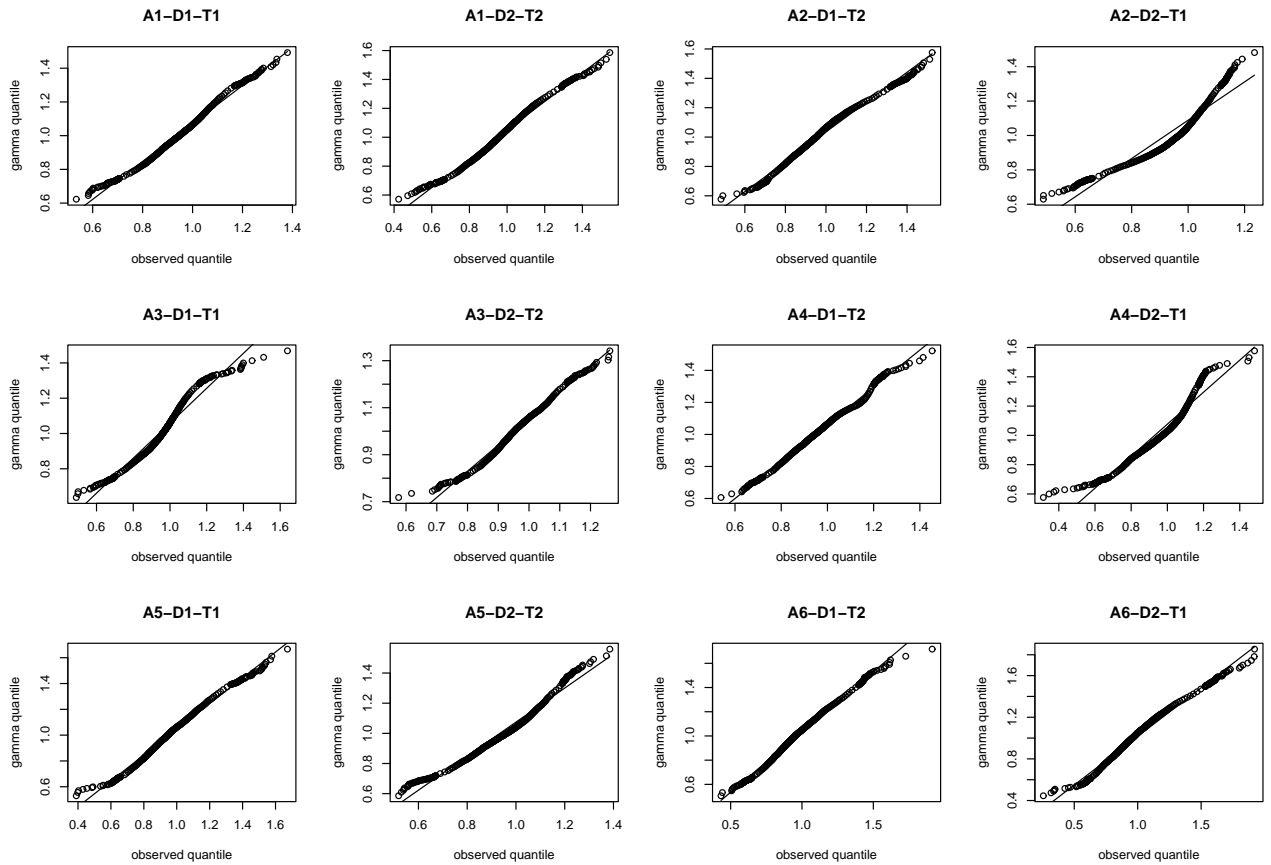 A1−D1−T1
A1−D2−T2
A2−D1−T2
A2−D2−T1
gamma quantile
0.6 0.8 1.0 1.2 1.4
0.6 0.8 1.0 1.2 1.4
observed quantile
gamma quantile
0.6 0.8 1.0 1.2 1.4 1.6
0.4 0.6 0.8 1.0 1.2 1.4
observed quantile
gamma quantile
0.6 0.8 1.0 1.2 1.4 1.6
0.4 0.6 0.8 1.0 1.2 1.4
observed quantile
gamma quantile
0.6 0.8 1.0 1.2 1.4
0.6 0.8 1.0 1.2
observed quantile
A3−D1−T1
A3−D2−T2
A4−D1−T2
A4−D2−T1
gamma quantile
0.8 1.0 1.2 1.4
0.6 0.8 1.0 1.2 1.4 1.6
observed quantile
gamma quantile
0.7 0.9 1.1 1.3
0.6 0.7 0.8 0.9 1.0 1.1 1.2
observed quantile
gamma quantile
0.6 0.8 1.0 1.2 1.4
0.6 0.8 1.0 1.2 1.4
observed quantile
gamma quantile
0.6 0.8 1.0 1.2 1.4 1.6
0.4 0.6 0.8 1.0 1.2 1.4
observed quantile
A5−D1−T1
A5−D2−T2
A6−D1−T2
A6−D2−T1
gamma quantile
0.6 1.0 1.4
0.4 0.6 0.8 1.0 1.2 1.4 1.6
observed quantile
gamma quantile
0.6 0.8 1.0 1.2 1.4
0.6 0.8 1.0 1.2 1.4
observed quantile
gamma quantile
0.6 0.8 1.0 1.2 1.4
0.5 1.0 1.5
observed quantile
gamma quantile
0.4 0.8 1.2 1.6
0.5 1.0 1.5
observed quantile